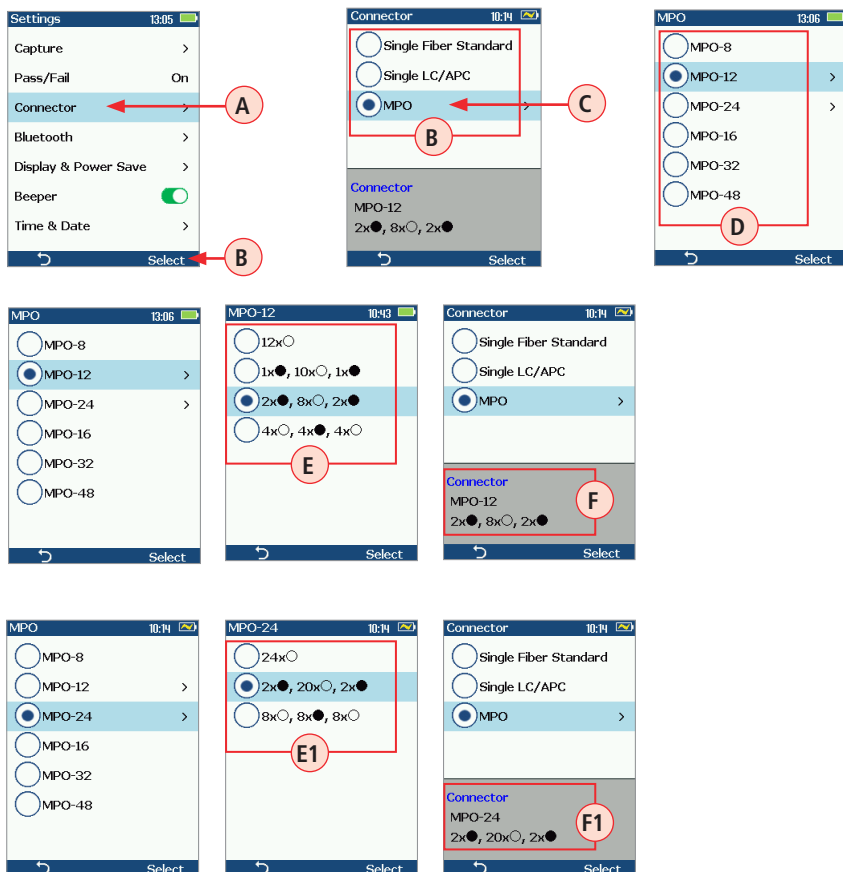 Settings 13:05
Capture >
Pass/Fail On
Connector >
Bluetooth >
Display & Power Save >
Beeper
Time & Date >
Select
A
B
Connector 10:14
Single Fiber Standard
Single LC/APC
MPO >
B
C
Connector
MPO-12
2x●, 8x○, 2x●
Select
MPO 13:06
MPO-8
MPO-12 >
MPO-24 >
MPO-16
MPO-32
MPO-48
D
Select
MPO 13:06
MPO-8
MPO-12 >
MPO-24 >
MPO-16
MPO-32
MPO-48
Select
MPO-12 10:43
12x○
1x●, 10x○, 1x●
2x●, 8x○, 2x●
4x○, 4x●, 4x○
E
Select
Connector 10:14
Single Fiber Standard
Single LC/APC
MPO >
Connector
MPO-12
2x●, 8x○, 2x●
F
Select
MPO 10:14
MPO-8
MPO-12 >
MPO-24 >
MPO-16
MPO-32
MPO-48
Select
MPO-24 10:14
24x○
2x●, 20x○, 2x●
8x○, 8x●, 8x○
E1
Select
Connector 10:14
Single Fiber Standard
Single LC/APC
MPO >
Connector
MPO-24
2x●, 20x○, 2x●
F1
Select